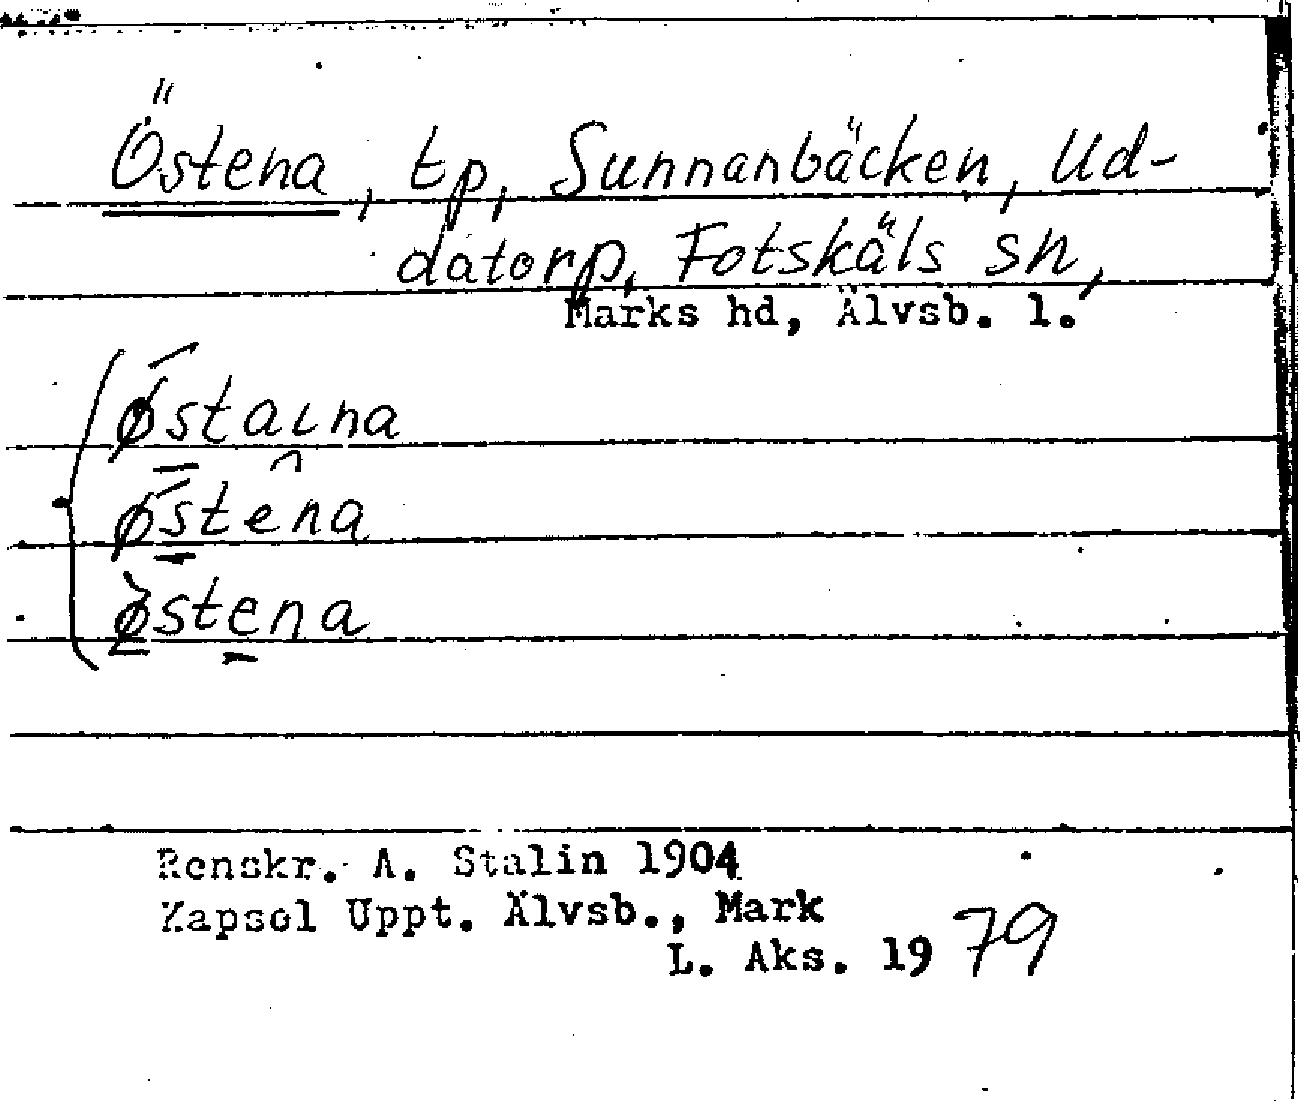 Östena, tp, Sunnanbäcken, Ud-
datorp, Fotskäls sn,
Marks hd, Älvsb. l.
østaına
østena
østena
Renskr. A. Stalin 1904
Kapsel Uppt. Älvsb., Mark
L. Aks. 1979